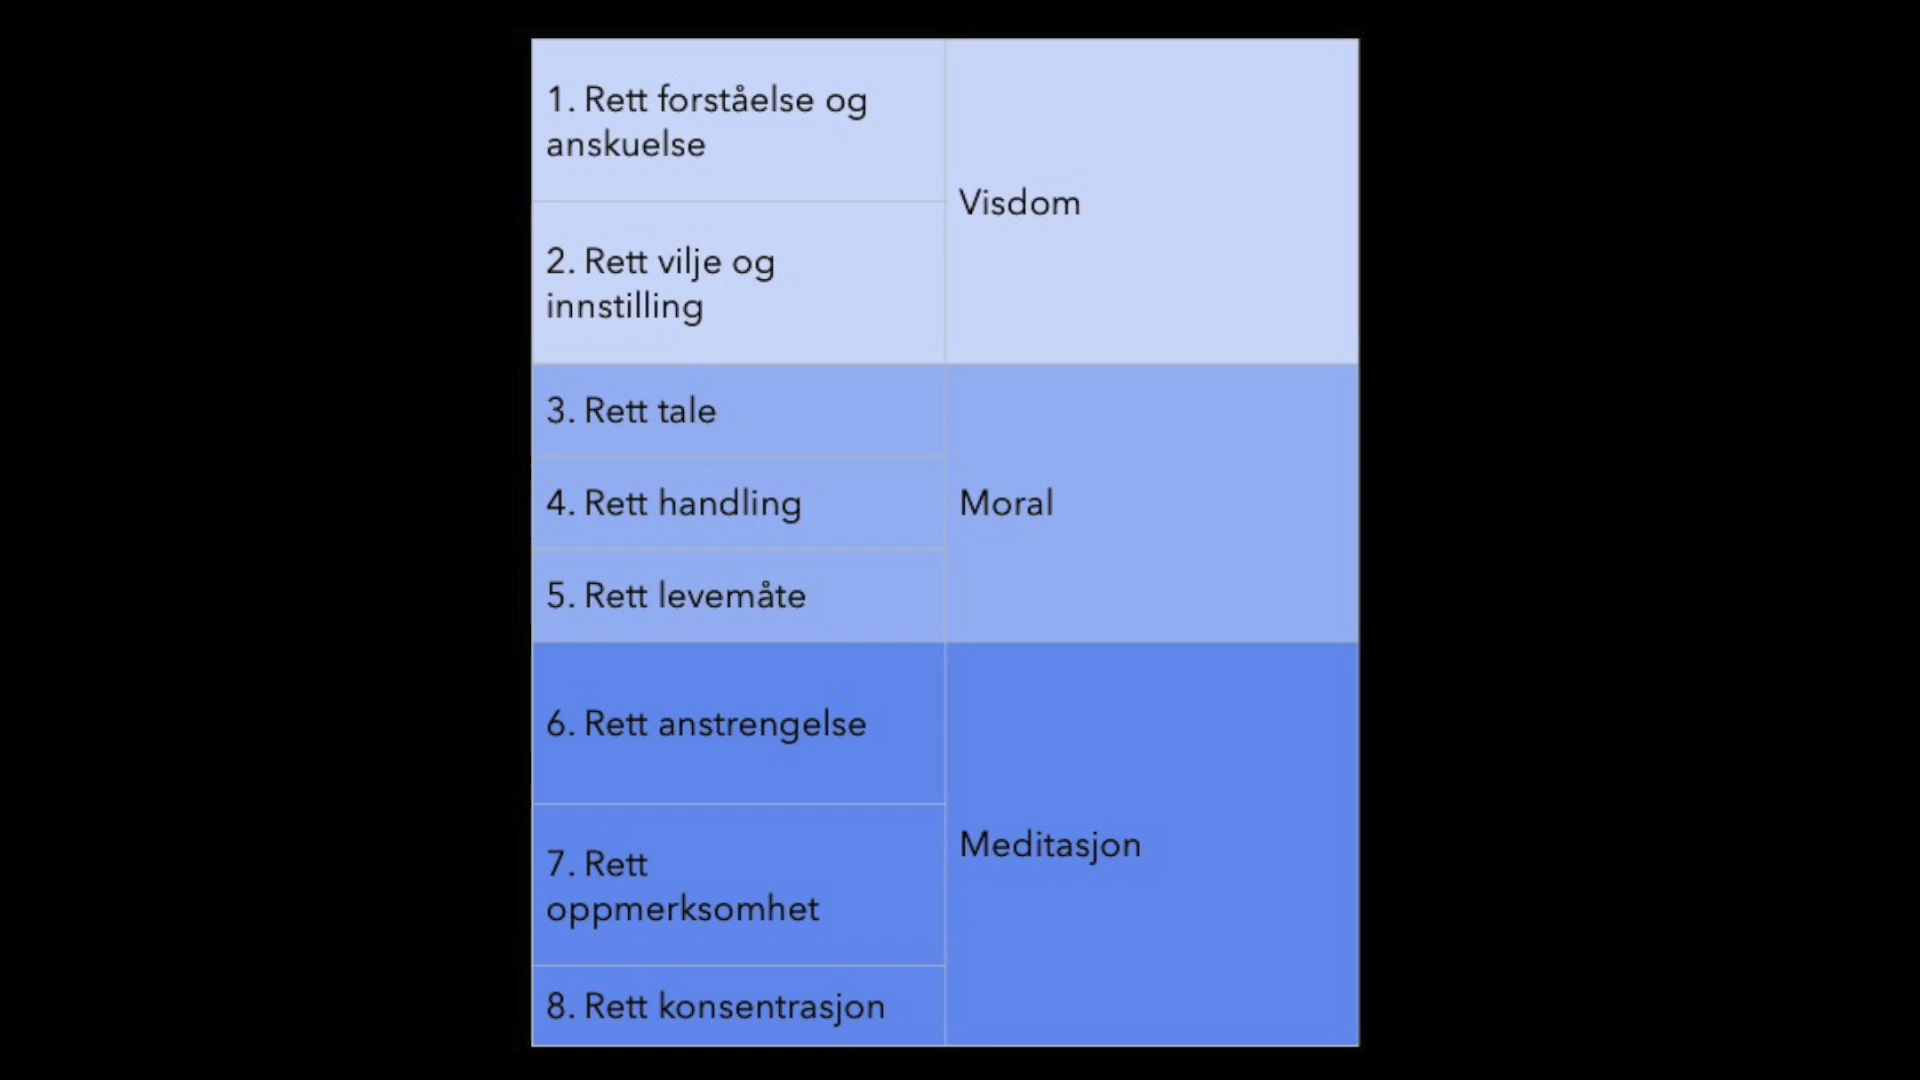 1. Rett forståelse og
anskuelse
Visdom
2. Rett vilje og
innstilling
3. Rett tale
4. Rett handling
Moral
5. Rett levemåte
6. Rett anstrengelse
7. Rett
oppmerksomhet
Meditasjon
8. Rett konsentrasjon